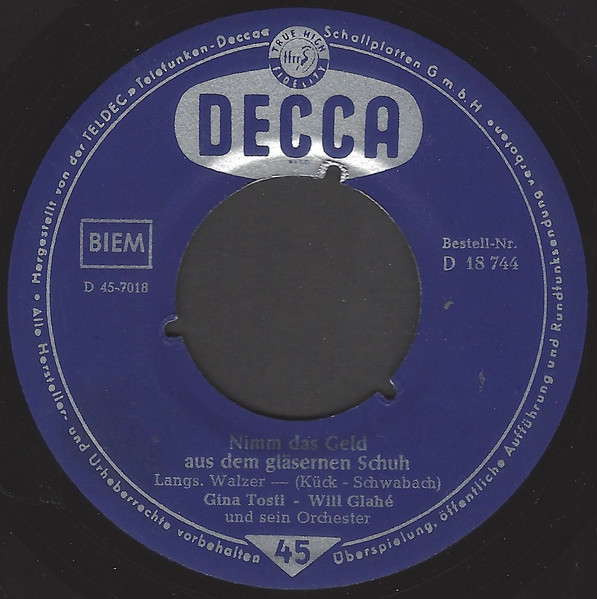 TRUE HIGH
ffrr
FIDELITY
DECCA
Hergestellt von der TELDEC »Telefunken-Decca« Schallplatten G m b H
Alle Hersteller- und Urheberrechte vorbehalten
Überspielung, öffentliche Aufführung und Rundfunksendung verboten
BIEM
D 45-7018
Bestell-Nr.
D 18 744
Nimm das Geld
aus dem gläsernen Schuh
Langs. Walzer — (Kück - Schwabach)
Gina Tosti - Will Glahé
und sein Orchester
45